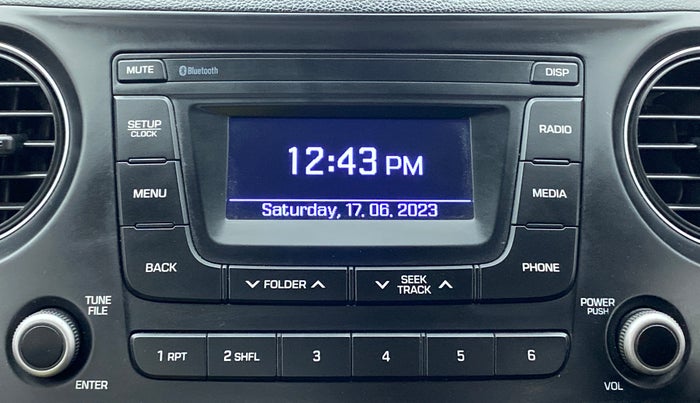 MUTE
Bluetooth
DISP
SETUP
CLOCK
12:43 PM
RADIO
MENU
MEDIA
Saturday, 17. 06. 2023
BACK
FOLDER
SEEK
TRACK
PHONE
TUNE
FILE
POWER
PUSH
1 RPT
2 SHFL
3
4
5
6
ENTER
VOL